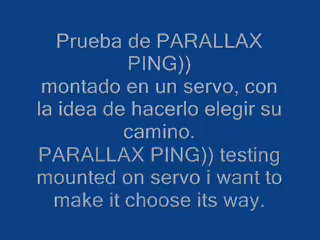 Prueba de PARALLAX
PING))
montado en un servo, con
la idea de hacerlo elegir su
camino.
PARALLAX PING)) testing
mounted on servo i want to
make it choose its way.